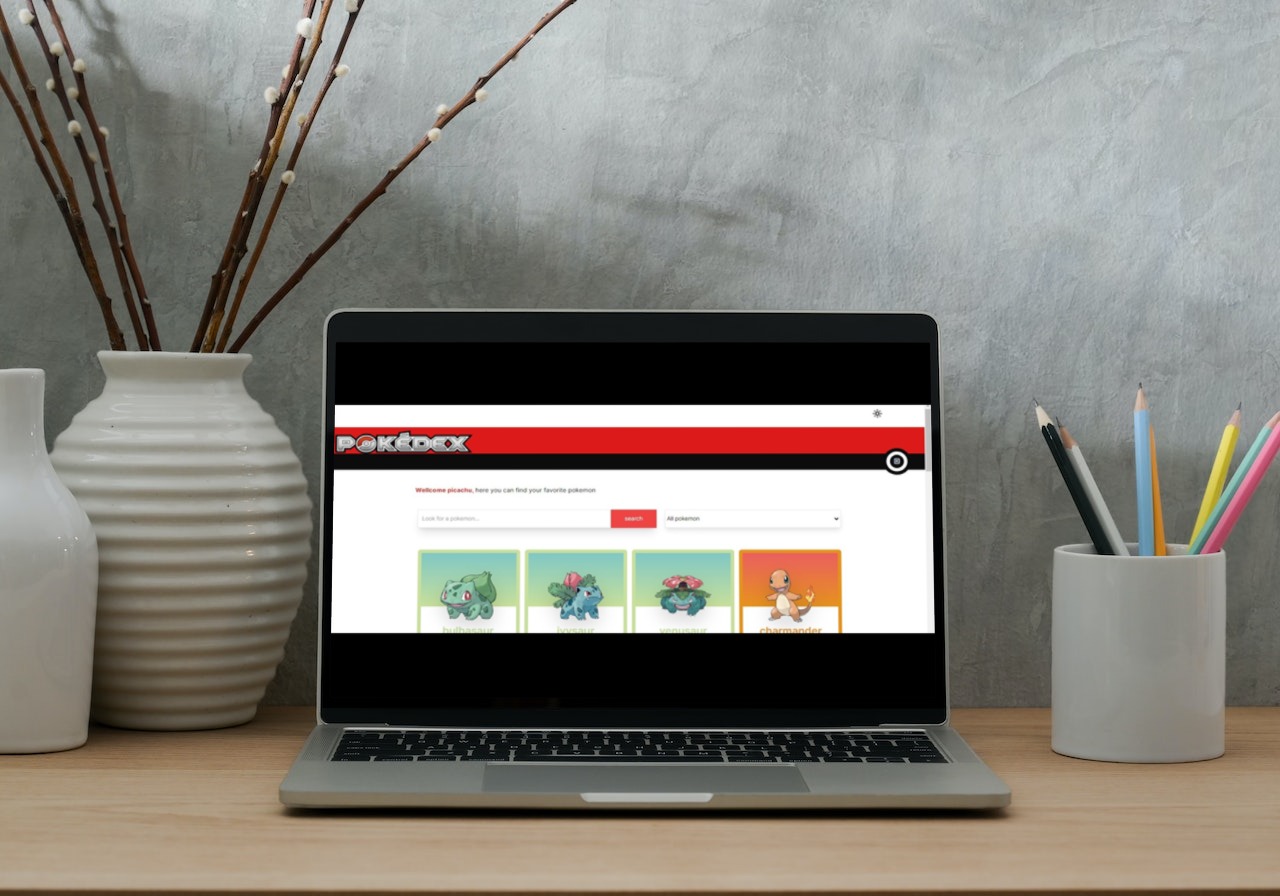 POKÉDEX
Wellcome picachu, here you can find your favorite pokemon
Look for a pokemon...
search
All pokemon
bulbasaur
ivysaur
venusaur
charmander